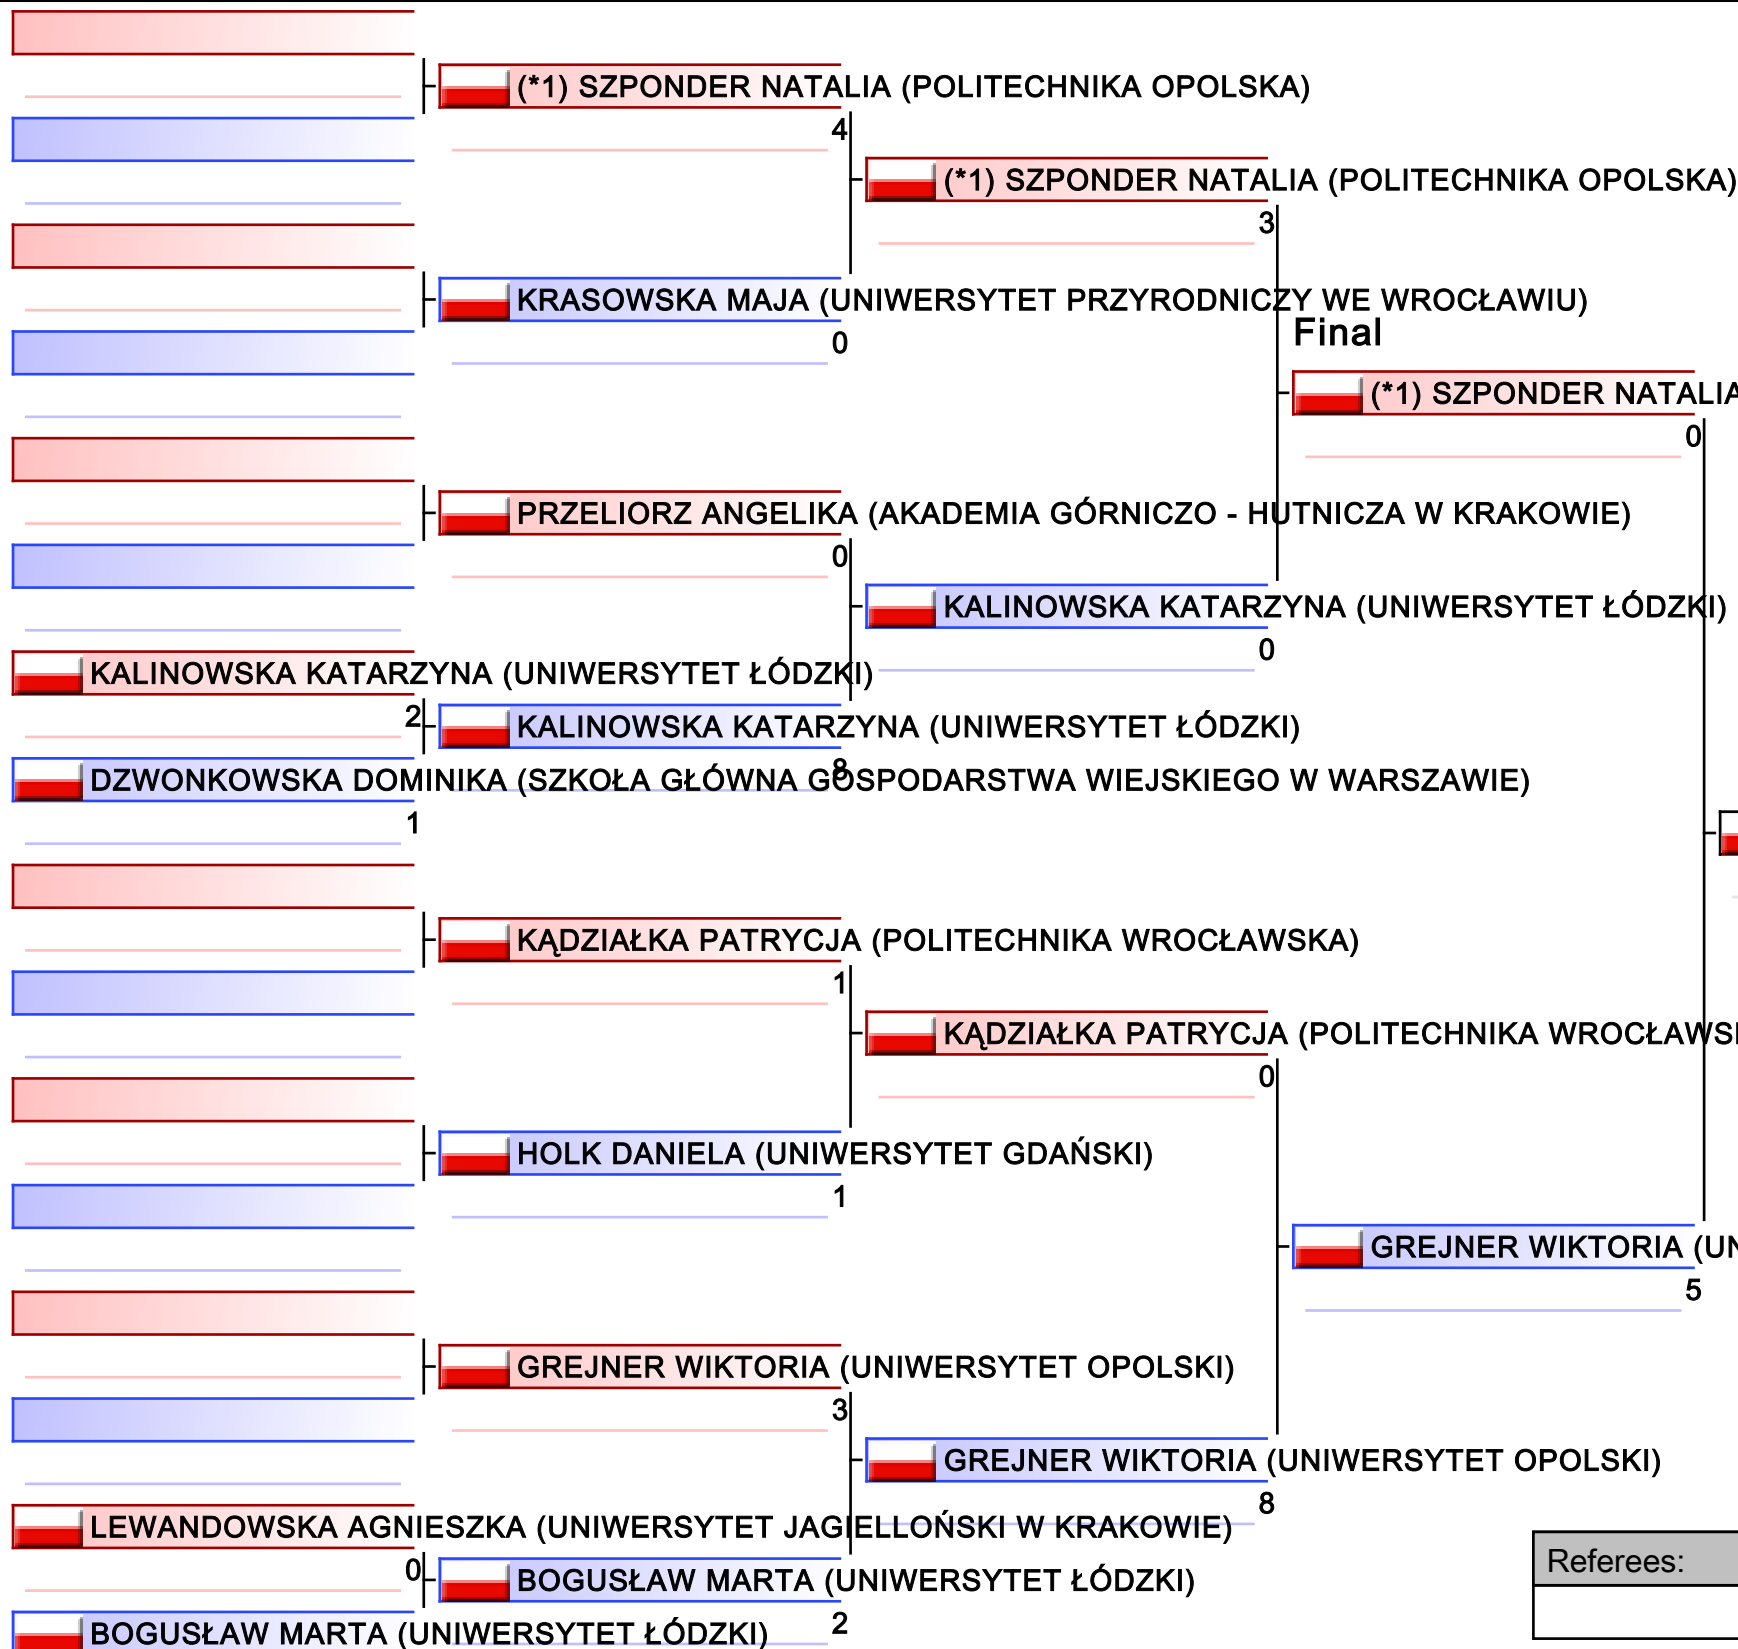 (*1) SZPONDER NATALIA (POLITECHNIKA OPOLSKA)
4
(*1) SZPONDER NATALIA (POLITECHNIKA OPOLSKA)
3
KRASOWSKA MAJA (UNIWERSYTET PRZYRODNICZY WE WROCŁAWIU)
0
Final
(*1) SZPONDER NATALIA
0
PRZELIORZ ANGELIKA (AKADEMIA GÓRNICZO - HUTNICZA W KRAKOWIE)
0
KALINOWSKA KATARZYNA (UNIWERSYTET ŁÓDZKI)
0
KALINOWSKA KATARZYNA (UNIWERSYTET ŁÓDZKI)
2
KALINOWSKA KATARZYNA (UNIWERSYTET ŁÓDZKI)
8
DZWONKOWSKA DOMINIKA (SZKOŁA GŁÓWNA GOSPODARSTWA WIEJSKIEGO W WARSZAWIE)
1
KĄDZIAŁKA PATRYCJA (POLITECHNIKA WROCŁAWSKA)
1
KĄDZIAŁKA PATRYCJA (POLITECHNIKA WROCŁAWS
0
HOLK DANIELA (UNIWERSYTET GDAŃSKI)
1
GREJNER WIKTORIA (UN
5
GREJNER WIKTORIA (UNIWERSYTET OPOLSKI)
3
GREJNER WIKTORIA (UNIWERSYTET OPOLSKI)
8
LEWANDOWSKA AGNIESZKA (UNIWERSYTET JAGIELLOŃSKI W KRAKOWIE)
0
BOGUSŁAW MARTA (UNIWERSYTET ŁÓDZKI)
2
BOGUSŁAW MARTA (UNIWERSYTET ŁÓDZKI)
Referees: